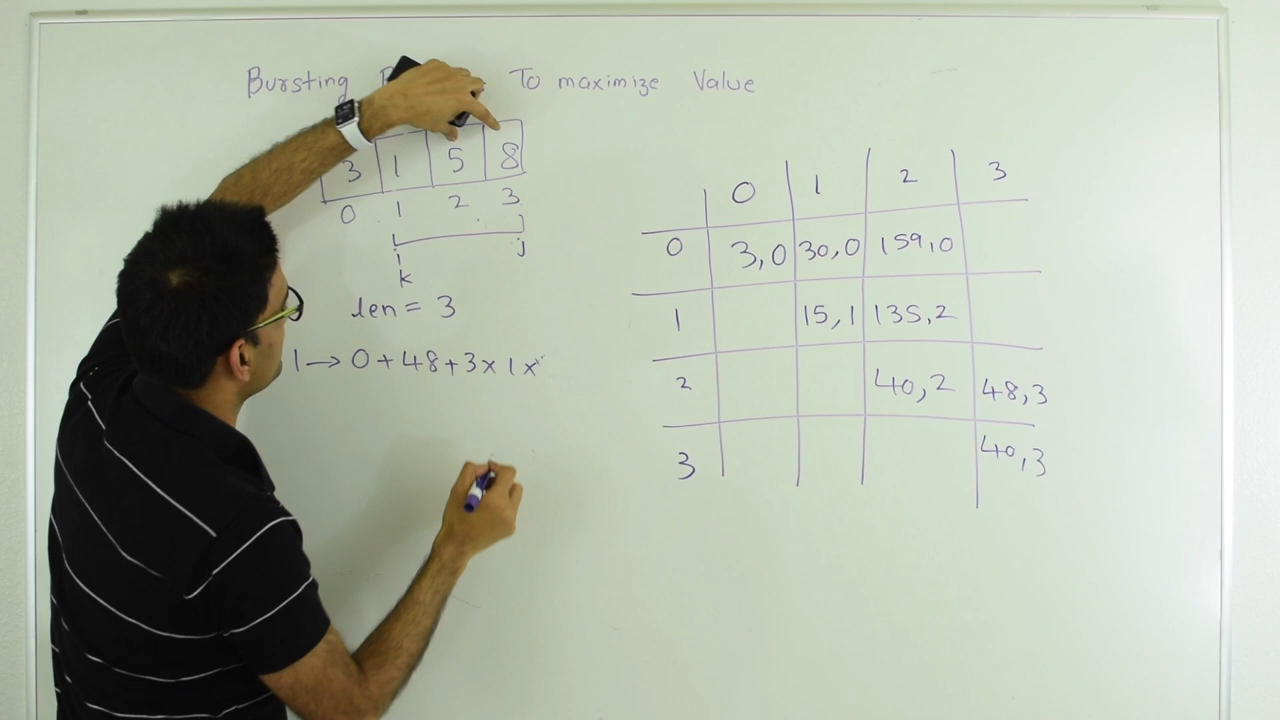 Bursting To maximize Value
3 1 5 8
0 1 2 3
i j
k
len = 3
1 → 0 + 48 + 3 x 1 x
0 1 2 3
0 3,0 30,0 159,0
1 15,1 135,2
2 40,2 48,3
3 40,3